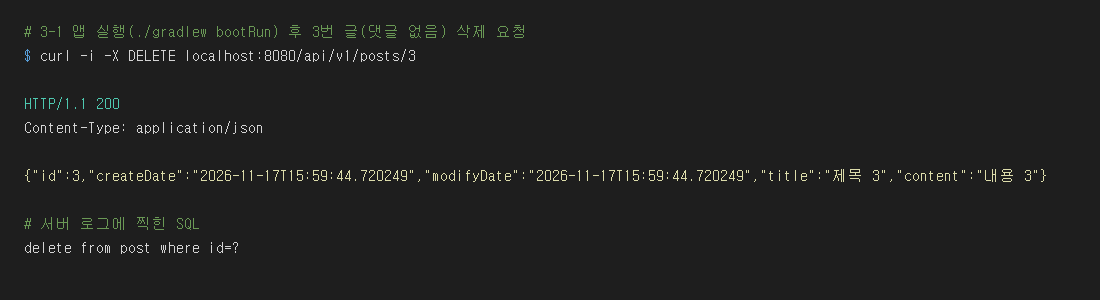 # 3-1 앱 실행(./gradlew bootRun) 후 3번 글(댓글 없음) 삭제 요청
$ curl -i -X DELETE localhost:8080/api/v1/posts/3
HTTP/1.1 200
Content-Type: application/json
{"id":3,"createDate":"2026-11-17T15:59:44.720249","modifyDate":"2026-11-17T15:59:44.720249","title":"제목 3","content":"내용 3"}
# 서버 로그에 찍힌 SQL
delete from post where id=?